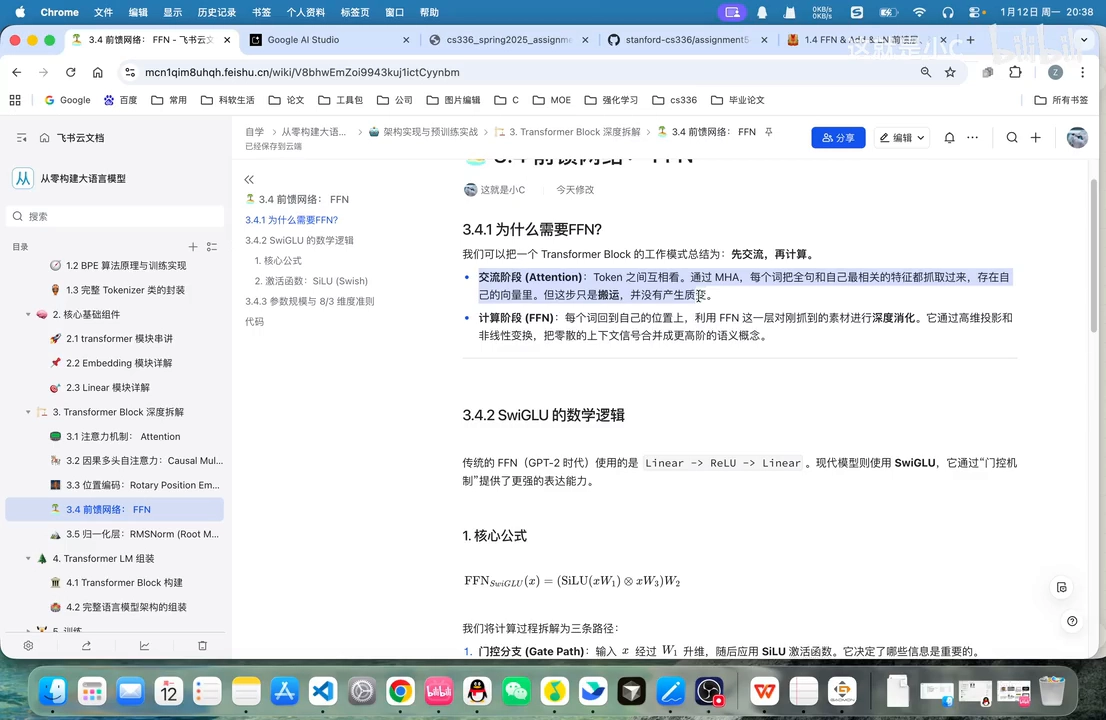 Chrome 文件 编辑 显示 历史记录 书签 个人资料 标签页 窗口 帮助 0KB/s 0KB/s 1月12日 周一 20:38
3.4 前馈网络： FFN - 飞书云文 Google AI Studio cs336_spring2025_assignme stanford-cs336/assignment5 1.4 FFN & Add & LN
这就是小C bilibili
mcn1qim8uhqh.feishu.cn/wiki/V8bhwEmZoi9943kuj1ictCyynbm
Google 百度 常用 科软生活 论文 工具包 公司 图片编辑 C MOE 强化学习 cs336 毕业论文 所有书签
飞书云文档
自学 从零构建大语... 架构实现与预训练实战 3. Transformer Block 深度拆解 3.4 前馈网络： FFN
已经保存到云端
分享 编辑
从零构建大语言模型
搜索
目录
1.2 BPE 算法原理与训练实现
1.3 完整 Tokenizer 类的封装
2. 核心基础组件
2.1 transformer 模块串讲
2.2 Embedding 模块详解
2.3 Linear 模块详解
3. Transformer Block 深度拆解
3.1 注意力机制： Attention
3.2 因果多头自注意力：Causal Mul...
3.3 位置编码：Rotary Position Em...
3.4 前馈网络： FFN
3.5 归一化层：RMSNorm (Root M...
4. Transformer LM 组装
4.1 Transformer Block 构建
4.2 完整语言模型架构的组装
5. 训练
3.4 前馈网络： FFN
3.4.1 为什么需要FFN?
3.4.2 SwiGLU 的数学逻辑
1. 核心公式
2. 激活函数：SiLU (Swish)
3.4.3 参数规模与 8/3 维度准则
代码
3.4 前馈网络： FFN
这就是小C 今天修改
3.4.1 为什么需要FFN?
我们可以把一个 Transformer Block 的工作模式总结为：先交流，再计算。
交流阶段 (Attention)：Token 之间互相看。通过 MHA，每个词把全句和自己最相关的特征都抓取过来，存在自
己的向量里。但这步只是搬运，并没有产生质变。
计算阶段 (FFN)：每个词回到自己的位置上，利用 FFN 这一层对刚抓到的素材进行深度消化。它通过高维投影和
非线性变换，把零散的上下文信号合并成更高阶的语义概念。
3.4.2 SwiGLU 的数学逻辑
传统的 FFN（GPT-2 时代）使用的是 Linear -> ReLU -> Linear 。现代模型则使用 SwiGLU，它通过“门控机
制”提供了更强的表达能力。
1. 核心公式
FFN_SwiGLU(x) = (SiLU(xW₁) ⊗ xW₃)W₂
我们将计算过程拆解为三条路径：
1. 门控分支 (Gate Path)：输入 x 经过 W₁ 升维，随后应用 SiLU 激活函数。它决定了哪些信息是重要的。